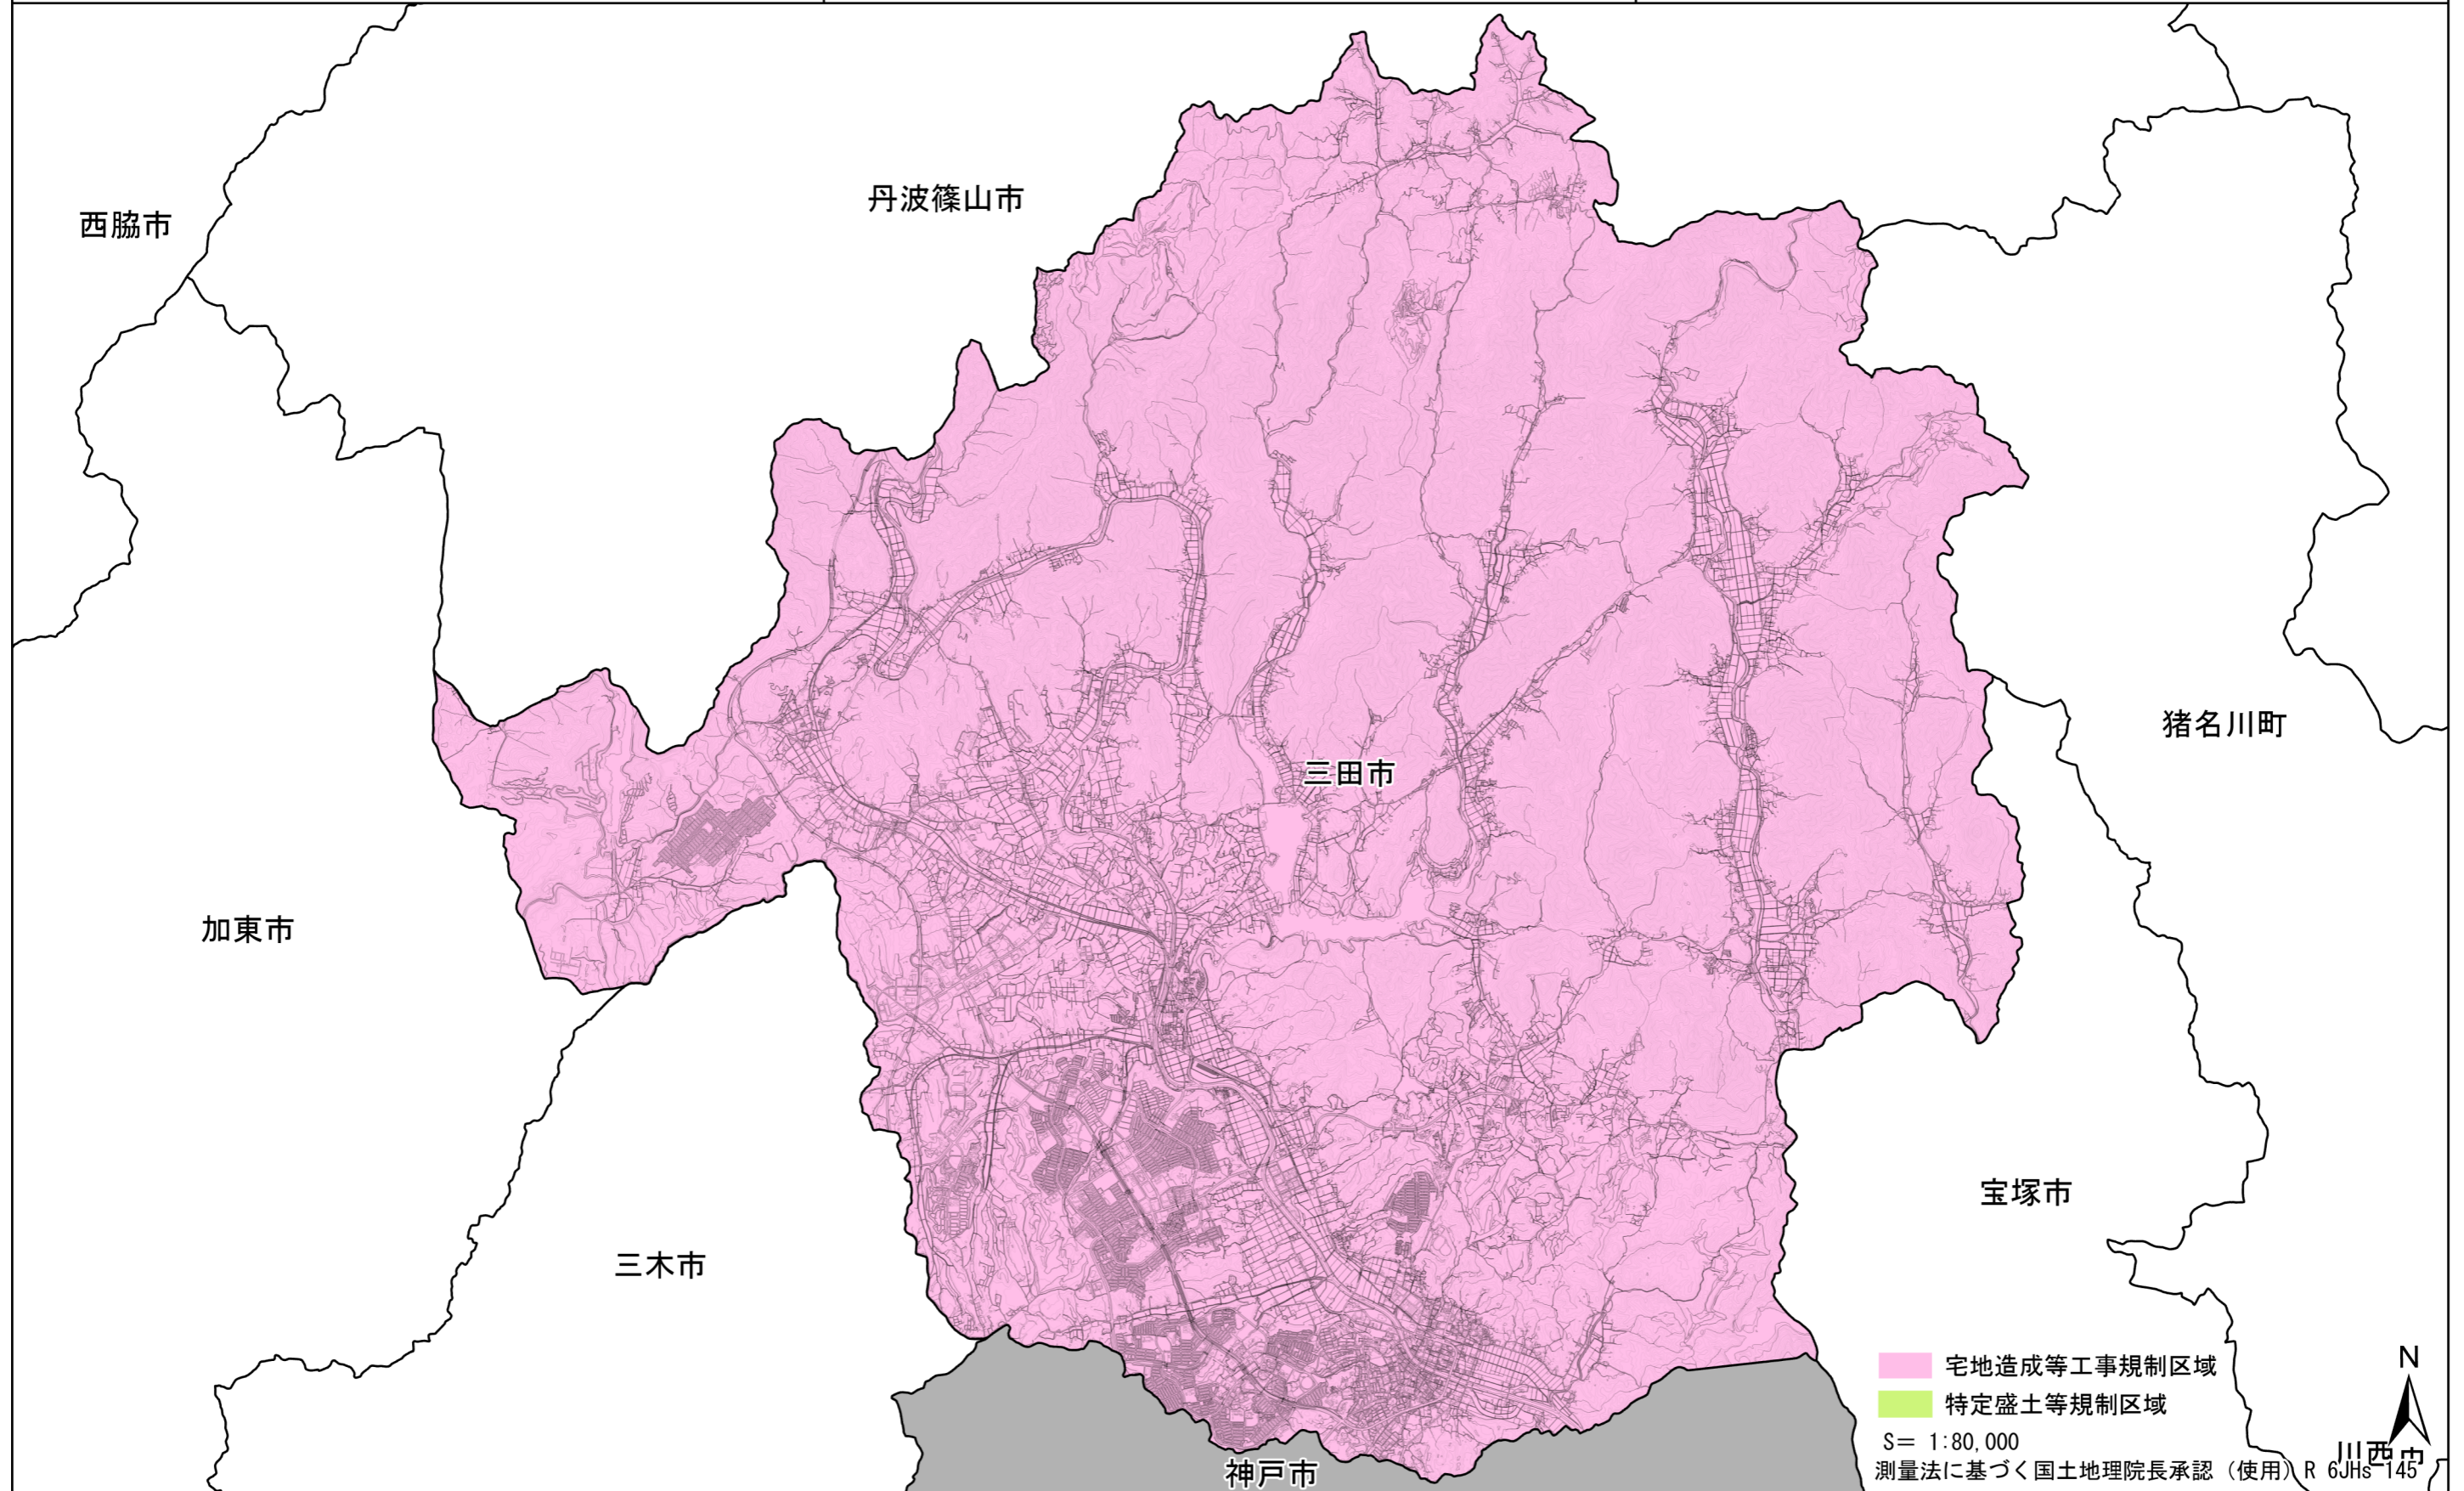 西脇市
丹波篠山市
猪名川町
三田市
加東市
宝塚市
三木市
N
宅地造成等工事規制区域
特定盛土等規制区域
S= 1:80,000
川西市
測量法に基づく国土地理院長承認（使用）R 6JHs 145
神戸市